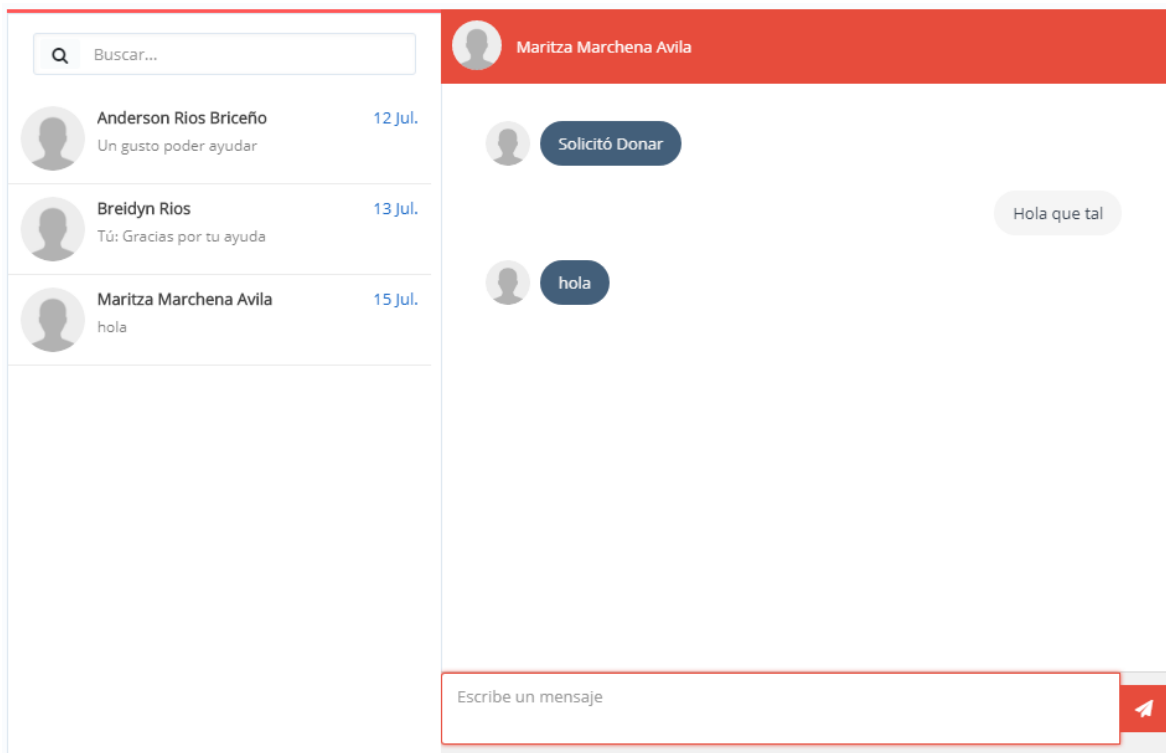 Buscar...
Anderson Rios Briceño 12 Jul.
Un gusto poder ayudar
Breidyn Rios 13 Jul.
Tú: Gracias por tu ayuda
Maritza Marchena Avila 15 Jul.
hola
Maritza Marchena Avila
Solicitó Donar
Hola que tal
hola
Escribe un mensaje